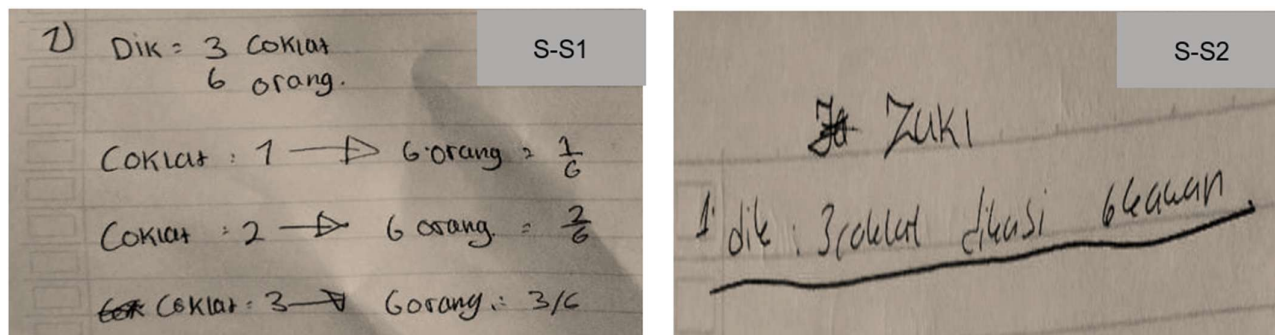 S-S1
1) Dik = 3 Coklat
6 orang.
Coklat : 1 → 6 orang = 1/6
Coklat : 2 → 6 orang. = 2/6
Coklat : 3 → 6 orang : 3/6
S-S2
ZUKI
1. dik : 3 coklat dikasi 6 kawan